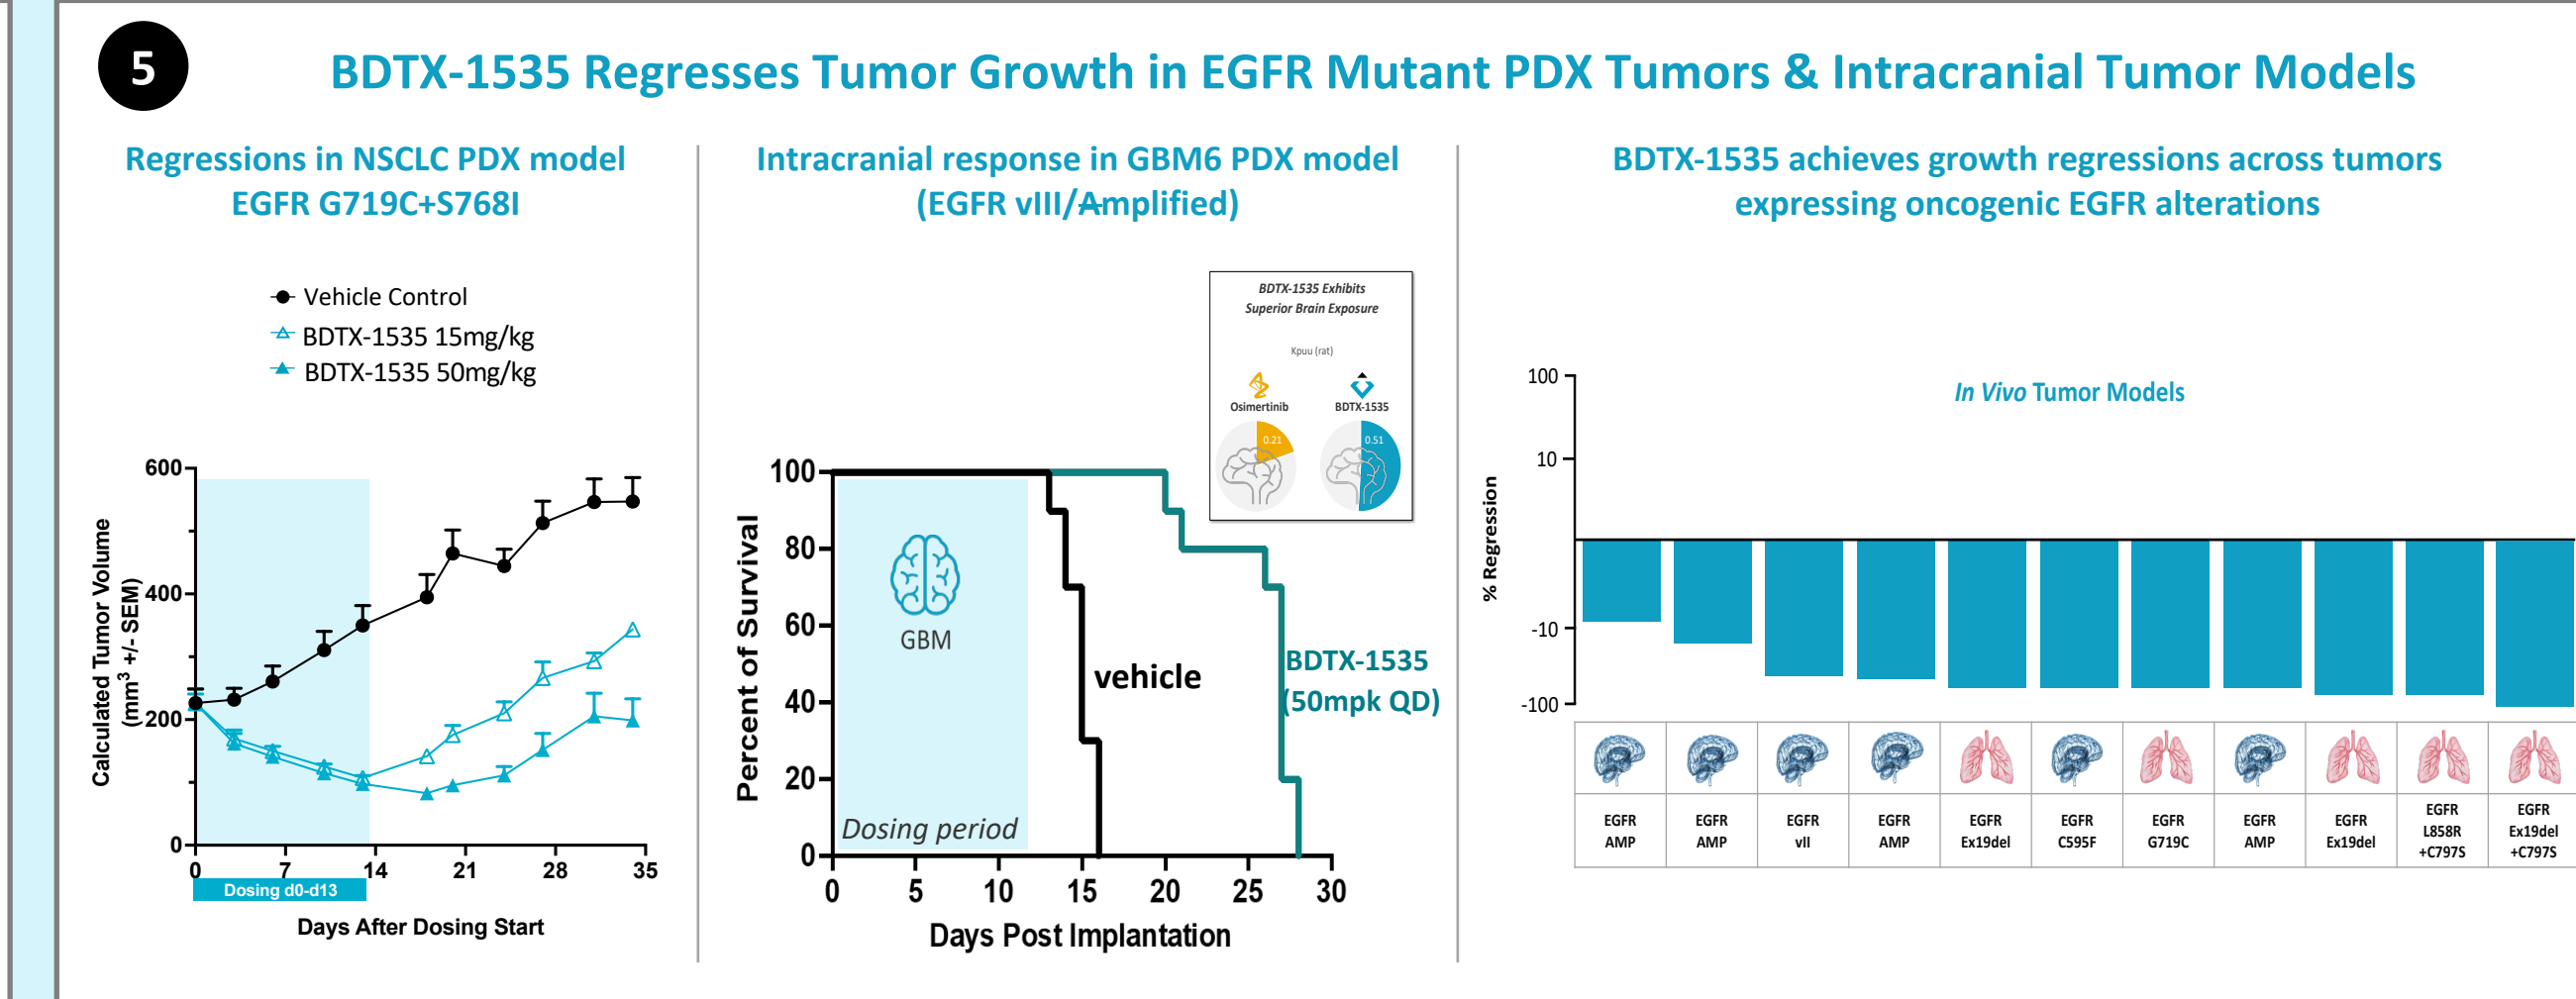 5
BDTX-1535 Regresses Tumor Growth in EGFR Mutant PDX Tumors & Intracranial Tumor Models
Regressions in NSCLC PDX model
EGFR G719C+S768I
Vehicle Control
BDTX-1535 15mg/kg
BDTX-1535 50mg/kg
Calculated Tumor Volume
(mm³ +/- SEM)
600
400
200
0
0 7 14 21 28 35
Dosing d0-d13
Days After Dosing Start
Intracranial response in GBM6 PDX model
(EGFR vIII/Amplified)
BDTX-1535 Exhibits
Superior Brain Exposure
Kpuu (rat)
Osimertinib BDTX-1535
0.21 0.51
Percent of Survival
100
80
60
40
20
0
GBM
Dosing period
vehicle
BDTX-1535
(50mpk QD)
0 5 10 15 20 25 30
Days Post Implantation
BDTX-1535 achieves growth regressions across tumors
expressing oncogenic EGFR alterations
In Vivo Tumor Models
% Regression
100
10
-10
-100
EGFR EGFR EGFR EGFR EGFR EGFR EGFR EGFR EGFR EGFR EGFR
AMP AMP vII AMP Ex19del C595F G719C AMP Ex19del L858R Ex19del
+C797S +C797S